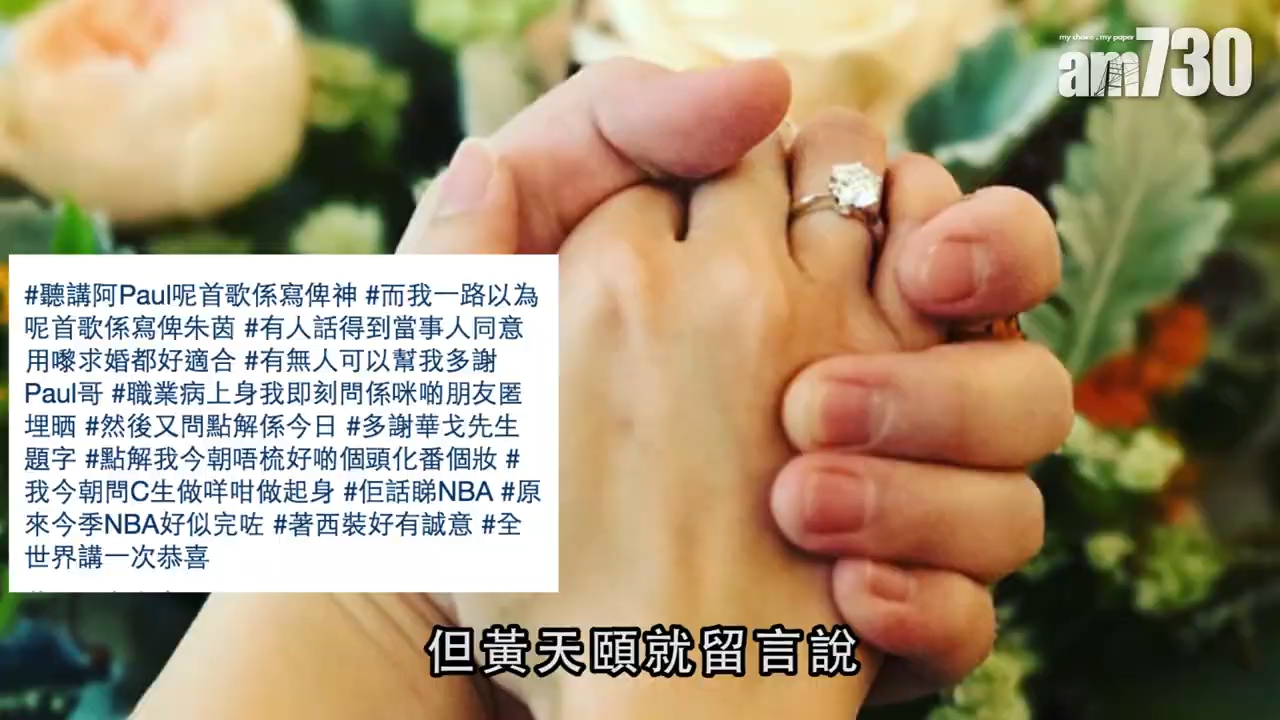 my choice . my paper
am730
#聽講阿Paul呢首歌係寫俾神 #而我一路以為
呢首歌係寫俾朱茵 #有人話得到當事人同意
用嚟求婚都好適合 #有無人可以幫我多謝
Paul哥 #職業病上身我即刻問係咪啲朋友匿
埋晒 #然後又問點解係今日 #多謝華戈先生
題字 #點解我今朝唔梳好啲個頭化番個妝 #
我今朝問C生做咩咁做起身 #佢話睇NBA #原
來今季NBA好似完咗 #著西裝好有誠意 #全
世界講一次恭喜
但黃天頤就留言說